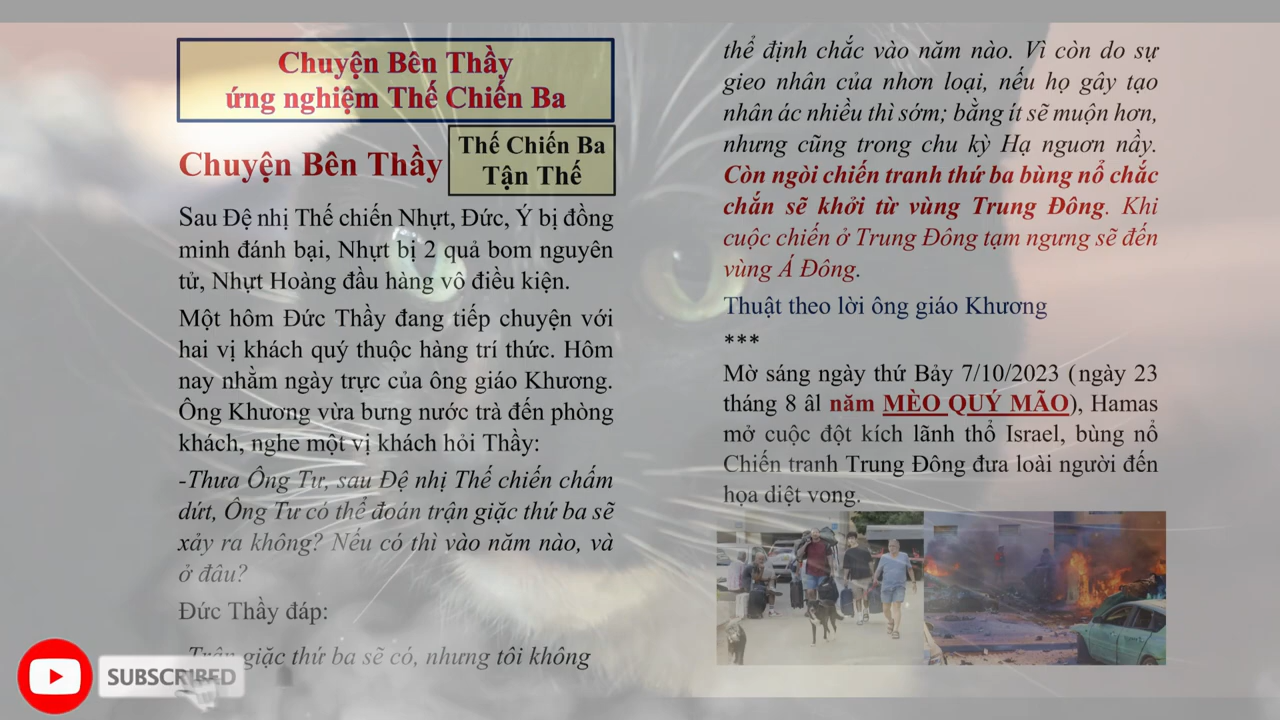 Chuyện Bên Thầy
ứng nghiệm Thế Chiến Ba
Chuyện Bên Thầy
Thế Chiến Ba
Tận Thế
Sau Đệ nhị Thế chiến Nhựt, Đức, Ý bị đồng
minh đánh bại, Nhựt bị 2 quả bom nguyên
tử, Nhựt Hoàng đầu hàng vô điều kiện.
Một hôm Đức Thầy đang tiếp chuyện với
hai vị khách quý thuộc hàng trí thức. Hôm
nay nhằm ngày trực của ông giáo Khương.
Ông Khương vừa bưng nước trà đến phòng
khách, nghe một vị khách hỏi Thầy:
-Thưa Ông Tư, sau Đệ nhị Thế chiến chấm
dứt, Ông Tư có thể đoán trận giặc thứ ba sẽ
xảy ra không? Nếu có thì vào năm nào, và
ở đâu?
Đức Thầy đáp:
-Trận giặc thứ ba sẽ có, nhưng tôi không
thể định chắc vào năm nào. Vì còn do sự
gieo nhân của nhơn loại, nếu họ gây tạo
nhân ác nhiều thì sớm; bằng ít sẽ muộn hơn,
nhưng cũng trong chu kỳ Hạ ngươn nầy.
Còn ngòi chiến tranh thứ ba bùng nổ chắc
chắn sẽ khởi từ vùng Trung Đông. Khi
cuộc chiến ở Trung Đông tạm ngưng sẽ đến
vùng Á Đông.
Thuật theo lời ông giáo Khương
***
Mờ sáng ngày thứ Bảy 7/10/2023 (ngày 23
tháng 8 âl năm MÈO QUÝ MÃO), Hamas
mở cuộc đột kích lãnh thổ Israel, bùng nổ
Chiến tranh Trung Đông đưa loài người đến
họa diệt vong.
SUBSCRIBED